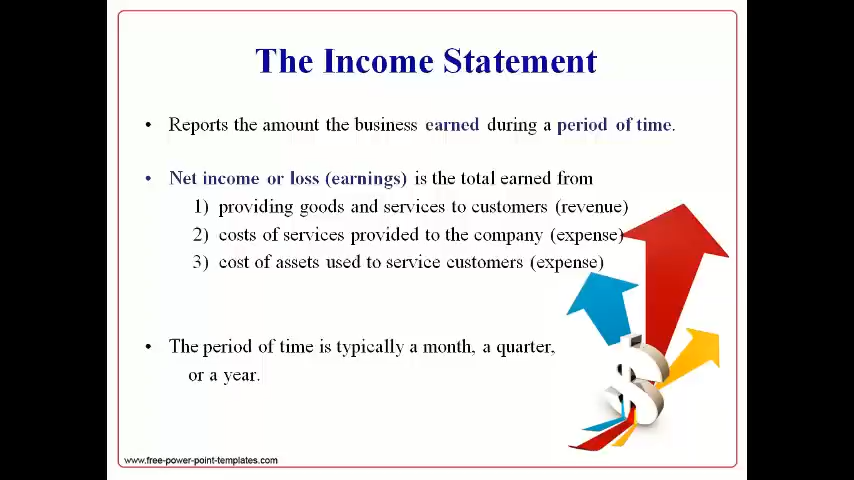 The Income Statement
• Reports the amount the business earned during a period of time.
• Net income or loss (earnings) is the total earned from
1) providing goods and services to customers (revenue)
2) costs of services provided to the company (expense)
3) cost of assets used to service customers (expense)
• The period of time is typically a month, a quarter,
or a year.
$
www.free-power-point-templates.com